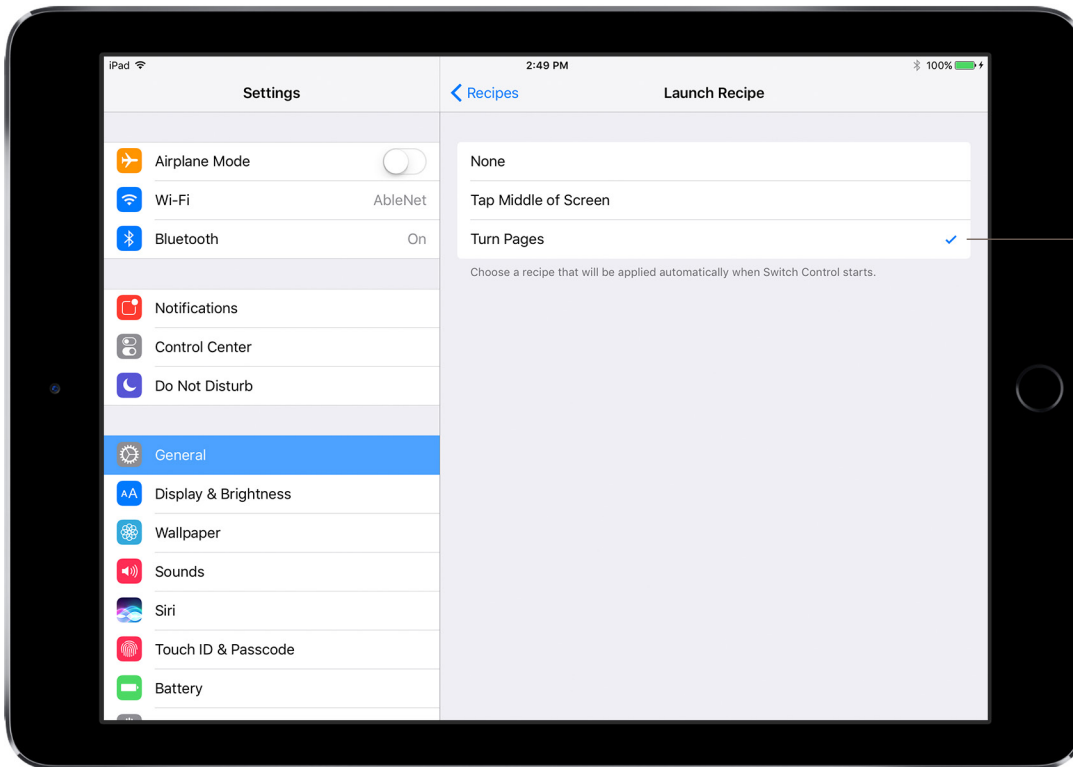 iPad 2:49 PM 100%
Settings
Recipes Launch Recipe
Airplane Mode
Wi-Fi AbleNet
Bluetooth On
Notifications
Control Center
Do Not Disturb
General
AA Display & Brightness
Wallpaper
Sounds
Siri
Touch ID & Passcode
Battery
None
Tap Middle of Screen
Turn Pages
Choose a recipe that will be applied automatically when Switch Control starts.